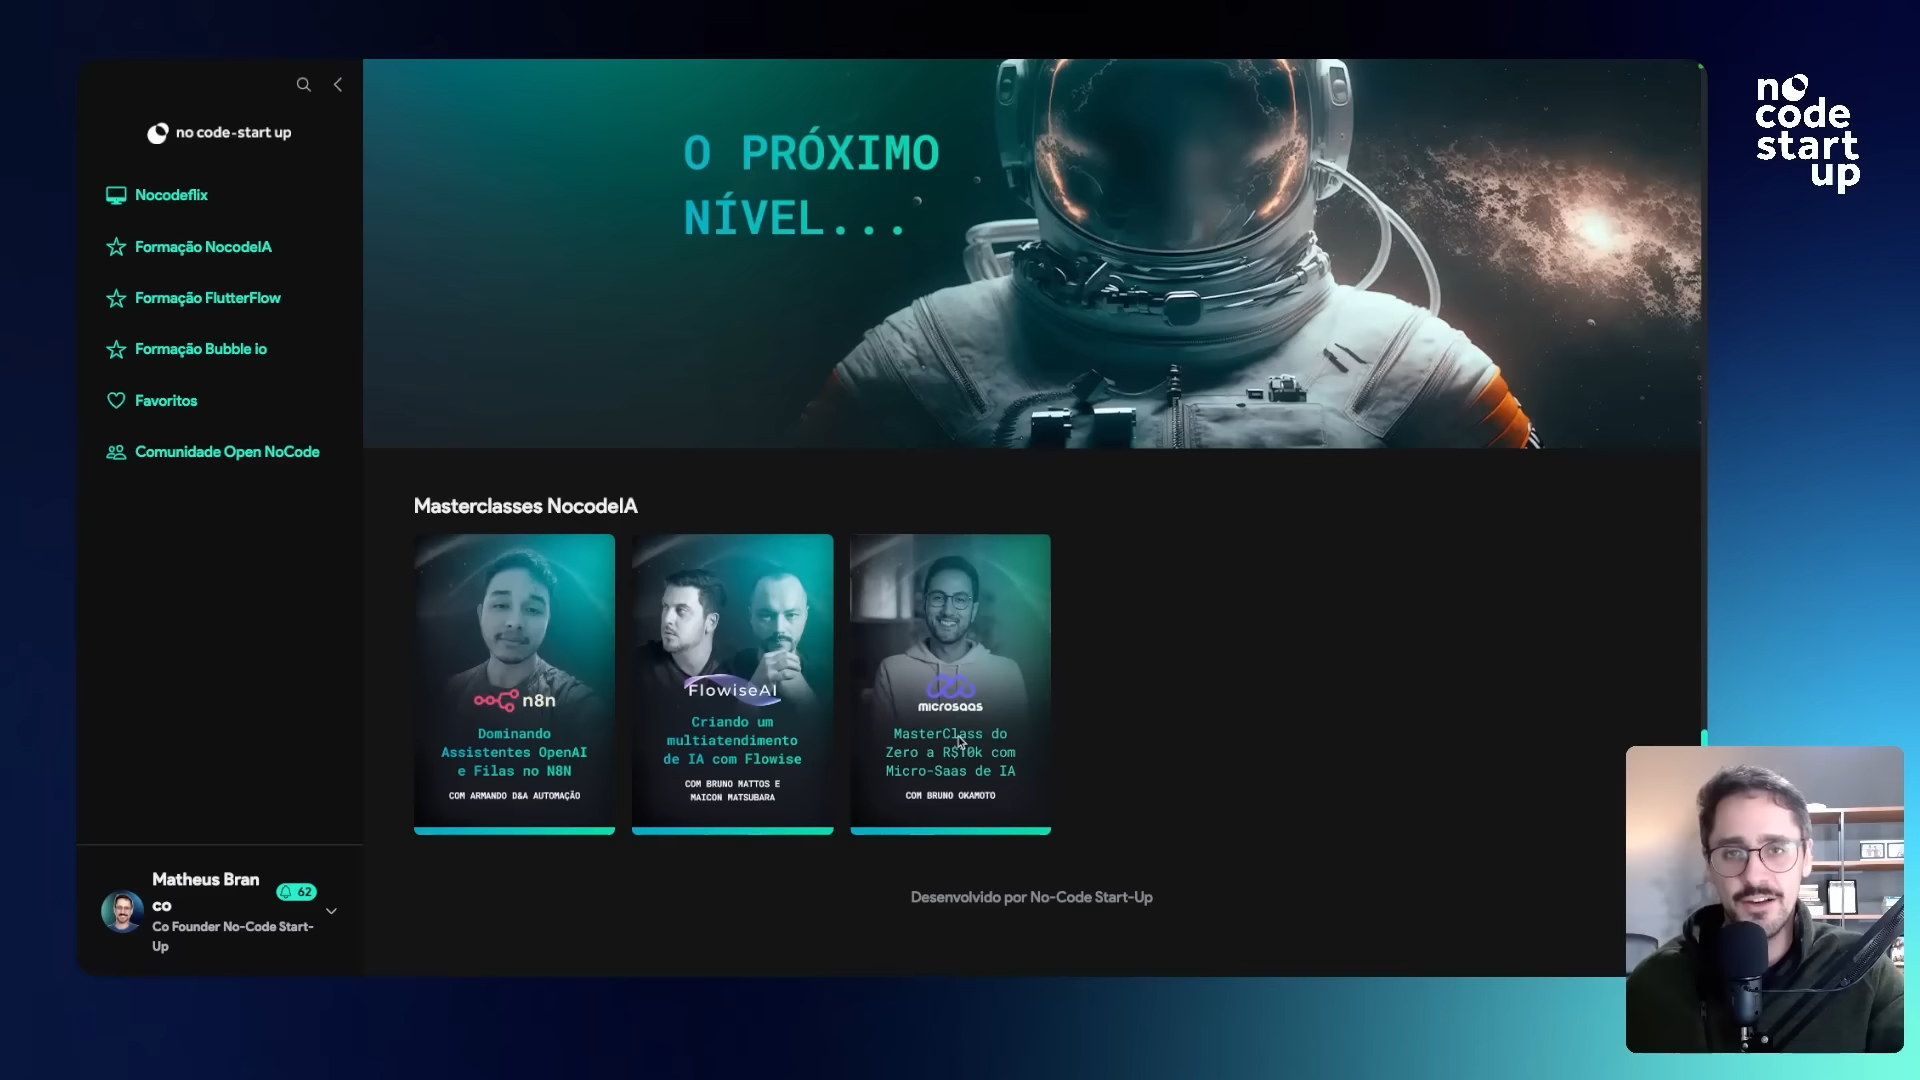 no code-start up
Nocodeflix
Formação NocodeIA
Formação FlutterFlow
Formação Bubble io
Favoritos
Comunidade Open NoCode
Matheus Bran
co
62
Co Founder No-Code Start-
Up
O PRÓXIMO
NÍVEL...
Masterclasses NocodeIA
n8n
Dominando
Assistentes OpenAI
e Filas no N8N
COM ARMANDO D&A AUTOMAÇÃO
FlowiseAI
Criando um
multiatendimento
de IA com Flowise
COM BRUNO MATTOS E
MAICON MATSUBARA
microsaas
MasterClass do
Zero a R$10k com
Micro-Saas de IA
COM BRUNO OKAMOTO
Desenvolvido por No-Code Start-Up
no
code
start
up